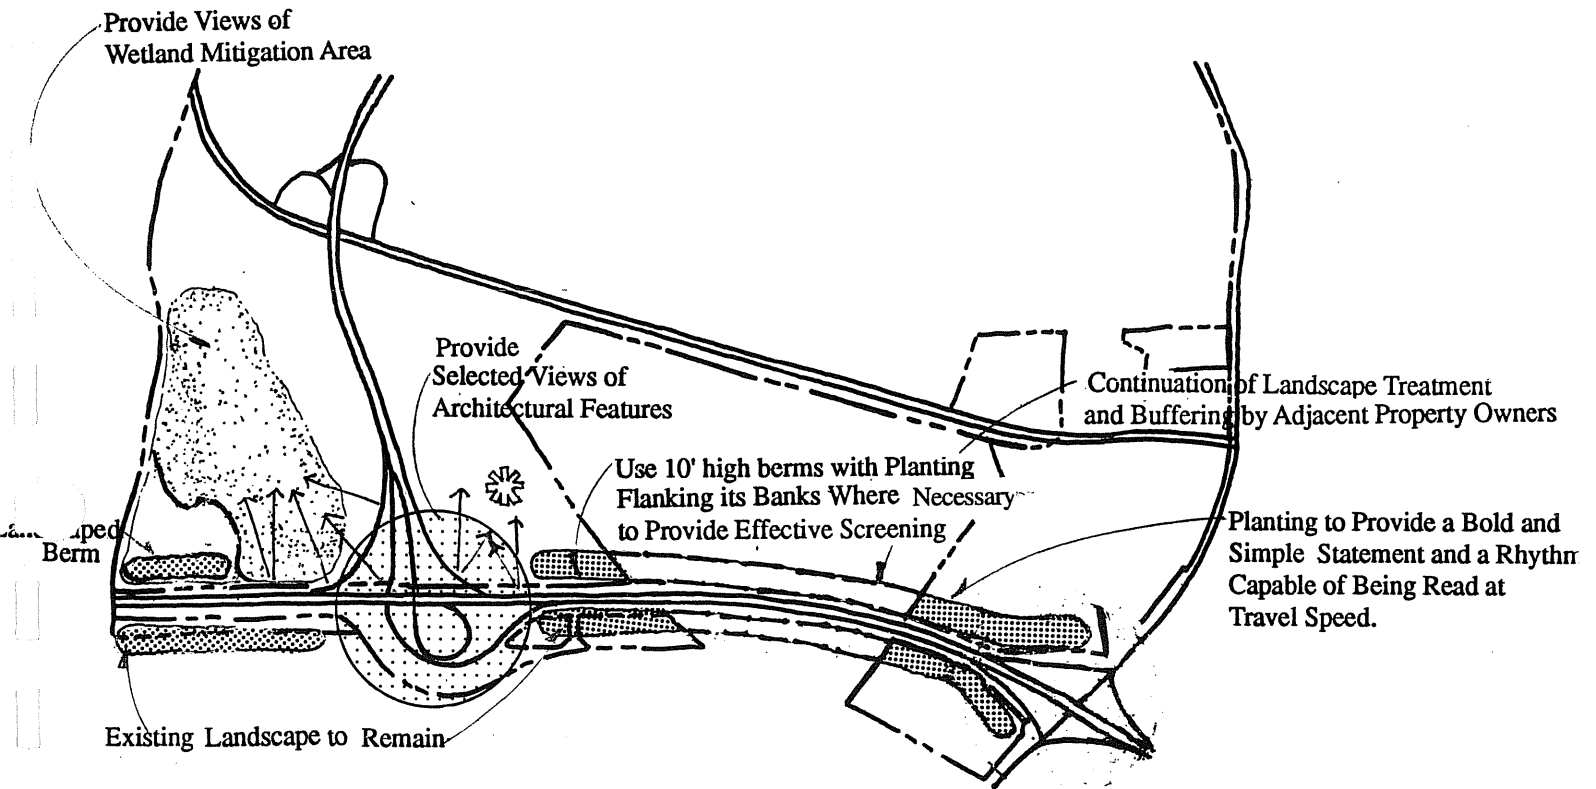 Provide Views of
Wetland Mitigation Area
Provide
Selected Views of
Architectural Features
Continuation of Landscape Treatment
and Buffering by Adjacent Property Owners
Use 10' high berms with Planting
Flanking its Banks Where Necessary
to Provide Effective Screening
Berm
Planting to Provide a Bold and
Simple Statement and a Rhythm
Capable of Being Read at
Travel Speed.
Existing Landscape to Remain